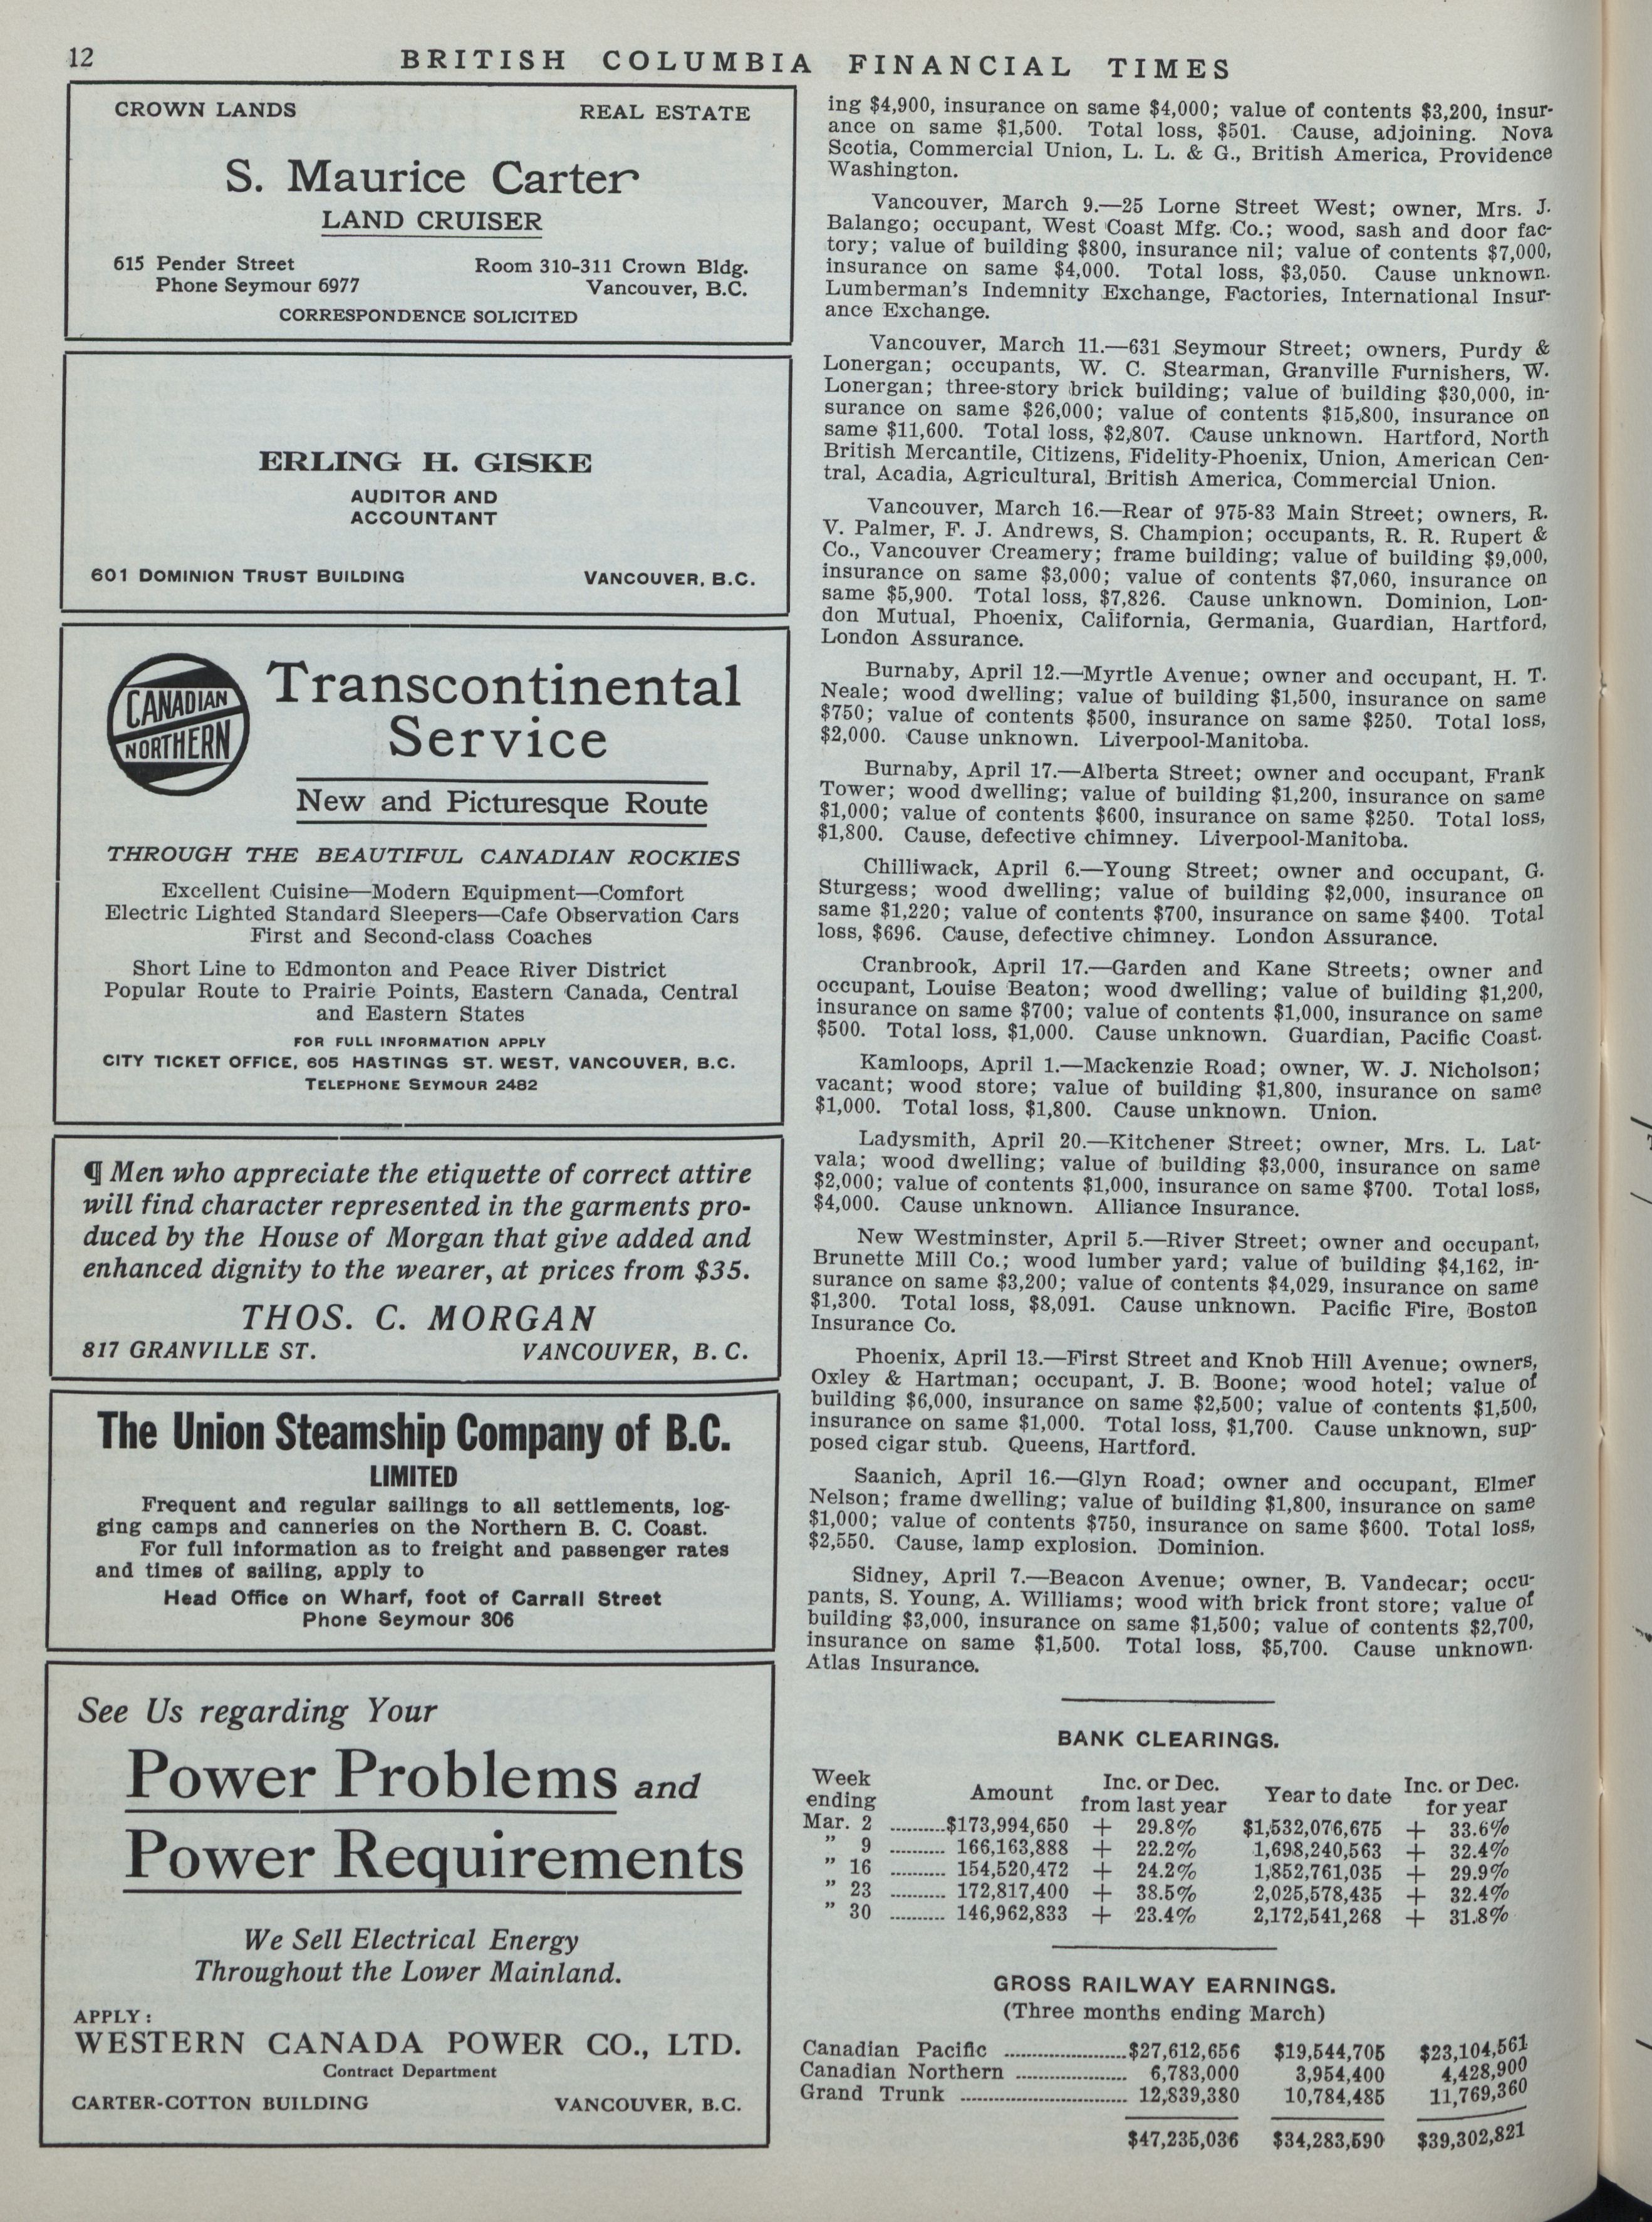 12
BRITISH COLUMBIA FINANCIAL TIMES
CROWN LANDS REAL ESTATE
S. Maurice Carter
LAND CRUISER
615 Pender Street Room 310-311 Crown Bldg.
Phone Seymour 6977 Vancouver, B.C.
CORRESPONDENCE SOLICITED
ERLING H. GISKE
AUDITOR AND
ACCOUNTANT
601 DOMINION TRUST BUILDING VANCOUVER, B.C.
CANADIAN
NORTHERN
Transcontinental
Service
New and Picturesque Route
THROUGH THE BEAUTIFUL CANADIAN ROCKIES
Excellent Cuisine—Modern Equipment—Comfort
Electric Lighted Standard Sleepers—Cafe Observation Cars
First and Second-class Coaches
Short Line to Edmonton and Peace River District
Popular Route to Prairie Points, Eastern Canada, Central
and Eastern States
FOR FULL INFORMATION APPLY
CITY TICKET OFFICE, 605 HASTINGS ST. WEST, VANCOUVER, B.C.
TELEPHONE SEYMOUR 2482
¶ Men who appreciate the etiquette of correct attire
will find character represented in the garments pro-
duced by the House of Morgan that give added and
enhanced dignity to the wearer, at prices from $35.
THOS. C. MORGAN
817 GRANVILLE ST. VANCOUVER, B. C.
The Union Steamship Company of B.C.
LIMITED
Frequent and regular sailings to all settlements, log-
ging camps and canneries on the Northern B. C. Coast.
For full information as to freight and passenger rates
and times of sailing, apply to
Head Office on Wharf, foot of Carrall Street
Phone Seymour 306
See Us regarding Your
Power Problems and
Power Requirements
We Sell Electrical Energy
Throughout the Lower Mainland.
APPLY:
WESTERN CANADA POWER CO., LTD.
Contract Department
CARTER-COTTON BUILDING VANCOUVER, B.C.
ing $4,900, insurance on same $4,000; value of contents $3,200, insur-
ance on same $1,500. Total loss, $501. Cause, adjoining. Nova
Scotia, Commercial Union, L. L. & G., British America, Providence
Washington.
Vancouver, March 9.—25 Lorne Street West; owner, Mrs. J.
Balango; occupant, West Coast Mfg. Co.; wood, sash and door fac-
tory; value of building $800, insurance nil; value of contents $7,000,
insurance on same $4,000. Total loss, $3,050. Cause unknown.
Lumberman's Indemnity Exchange, Factories, International Insur-
ance Exchange.
Vancouver, March 11.—631 Seymour Street; owners, Purdy &
Lonergan; occupants, W. C. Stearman, Granville Furnishers, W.
Lonergan; three-story brick building; value of building $30,000, in-
surance on same $26,000; value of contents $15,800, insurance on
same $11,600. Total loss, $2,807. Cause unknown. Hartford, North
British Mercantile, Citizens, Fidelity-Phoenix, Union, American Cen-
tral, Acadia, Agricultural, British America, Commercial Union.
Vancouver, March 16.—Rear of 975-83 Main Street; owners, R.
V. Palmer, F. J. Andrews, S. Champion; occupants, R. R. Rupert &
Co., Vancouver Creamery; frame building; value of building $9,000,
insurance on same $3,000; value of contents $7,060, insurance on
same $5,900. Total loss, $7,826. Cause unknown. Dominion, Lon-
don Mutual, Phoenix, California, Germania, Guardian, Hartford,
London Assurance.
Burnaby, April 12.—Myrtle Avenue; owner and occupant, H. T.
Neale; wood dwelling; value of building $1,500, insurance on same
$750; value of contents $500, insurance on same $250. Total loss,
$2,000. Cause unknown. Liverpool-Manitoba.
Burnaby, April 17.—Alberta Street; owner and occupant, Frank
Tower; wood dwelling; value of building $1,200, insurance on same
$1,000; value of contents $600, insurance on same $250. Total loss,
$1,800. Cause, defective chimney. Liverpool-Manitoba.
Chilliwack, April 6.—Young Street; owner and occupant, G.
Sturgess; wood dwelling; value of building $2,000, insurance on
same $1,220; value of contents $700, insurance on same $400. Total
loss, $696. Cause, defective chimney. London Assurance.
Cranbrook, April 17.—Garden and Kane Streets; owner and
occupant, Louise Beaton; wood dwelling; value of building $1,200,
insurance on same $700; value of contents $1,000, insurance on same
$500. Total loss, $1,000. Cause unknown. Guardian, Pacific Coast.
Kamloops, April 1.—Mackenzie Road; owner, W. J. Nicholson;
vacant; wood store; value of building $1,800, insurance on same
$1,000. Total loss, $1,800. Cause unknown. Union.
Ladysmith, April 20.—Kitchener Street; owner, Mrs. L. Lat-
vala; wood dwelling; value of building $3,000, insurance on same
$2,000; value of contents $1,000, insurance on same $700. Total loss,
$4,000. Cause unknown. Alliance Insurance.
New Westminster, April 5.—River Street; owner and occupant,
Brunette Mill Co.; wood lumber yard; value of building $4,162, in-
surance on same $3,200; value of contents $4,029, insurance on same
$1,300. Total loss, $8,091. Cause unknown. Pacific Fire, Boston
Insurance Co.
Phoenix, April 13.—First Street and Knob Hill Avenue; owners,
Oxley & Hartman; occupant, J. B. Boone; wood hotel; value of
building $6,000, insurance on same $2,500; value of contents $1,500,
insurance on same $1,000. Total loss, $1,700. Cause unknown, sup-
posed cigar stub. Queens, Hartford.
Saanich, April 16.—Glyn Road; owner and occupant, Elmer
Nelson; frame dwelling; value of building $1,800, insurance on same
$1,000; value of contents $750, insurance on same $600. Total loss,
$2,550. Cause, lamp explosion. Dominion.
Sidney, April 7.—Beacon Avenue; owner, B. Vandecar; occu-
pants, S. Young, A. Williams; wood with brick front store; value of
building $3,000, insurance on same $1,500; value of contents $2,700,
insurance on same $1,500. Total loss, $5,700. Cause unknown.
Atlas Insurance.
BANK CLEARINGS.
Week Inc. or Dec. Inc. or Dec.
ending Amount from last year Year to date for year
Mar. 2 ..........$173,994,650 + 29.8% $1,532,076,675 + 33.6%
" 9 .......... 166,163,888 + 22.2% 1,698,240,563 + 32.4%
" 16 .......... 154,520,472 + 24.2% 1,852,761,035 + 29.9%
" 23 .......... 172,817,400 + 38.5% 2,025,578,435 + 32.4%
" 30 .......... 146,962,833 + 23.4% 2,172,541,268 + 31.8%
GROSS RAILWAY EARNINGS.
(Three months ending March)
Canadian Pacific ......................$27,612,656 $19,544,705 $23,104,561
Canadian Northern .................... 6,783,000 3,954,400 4,428,900
Grand Trunk .............................. 12,839,380 10,784,485 11,769,360
$47,235,036 $34,283,590 $39,302,821